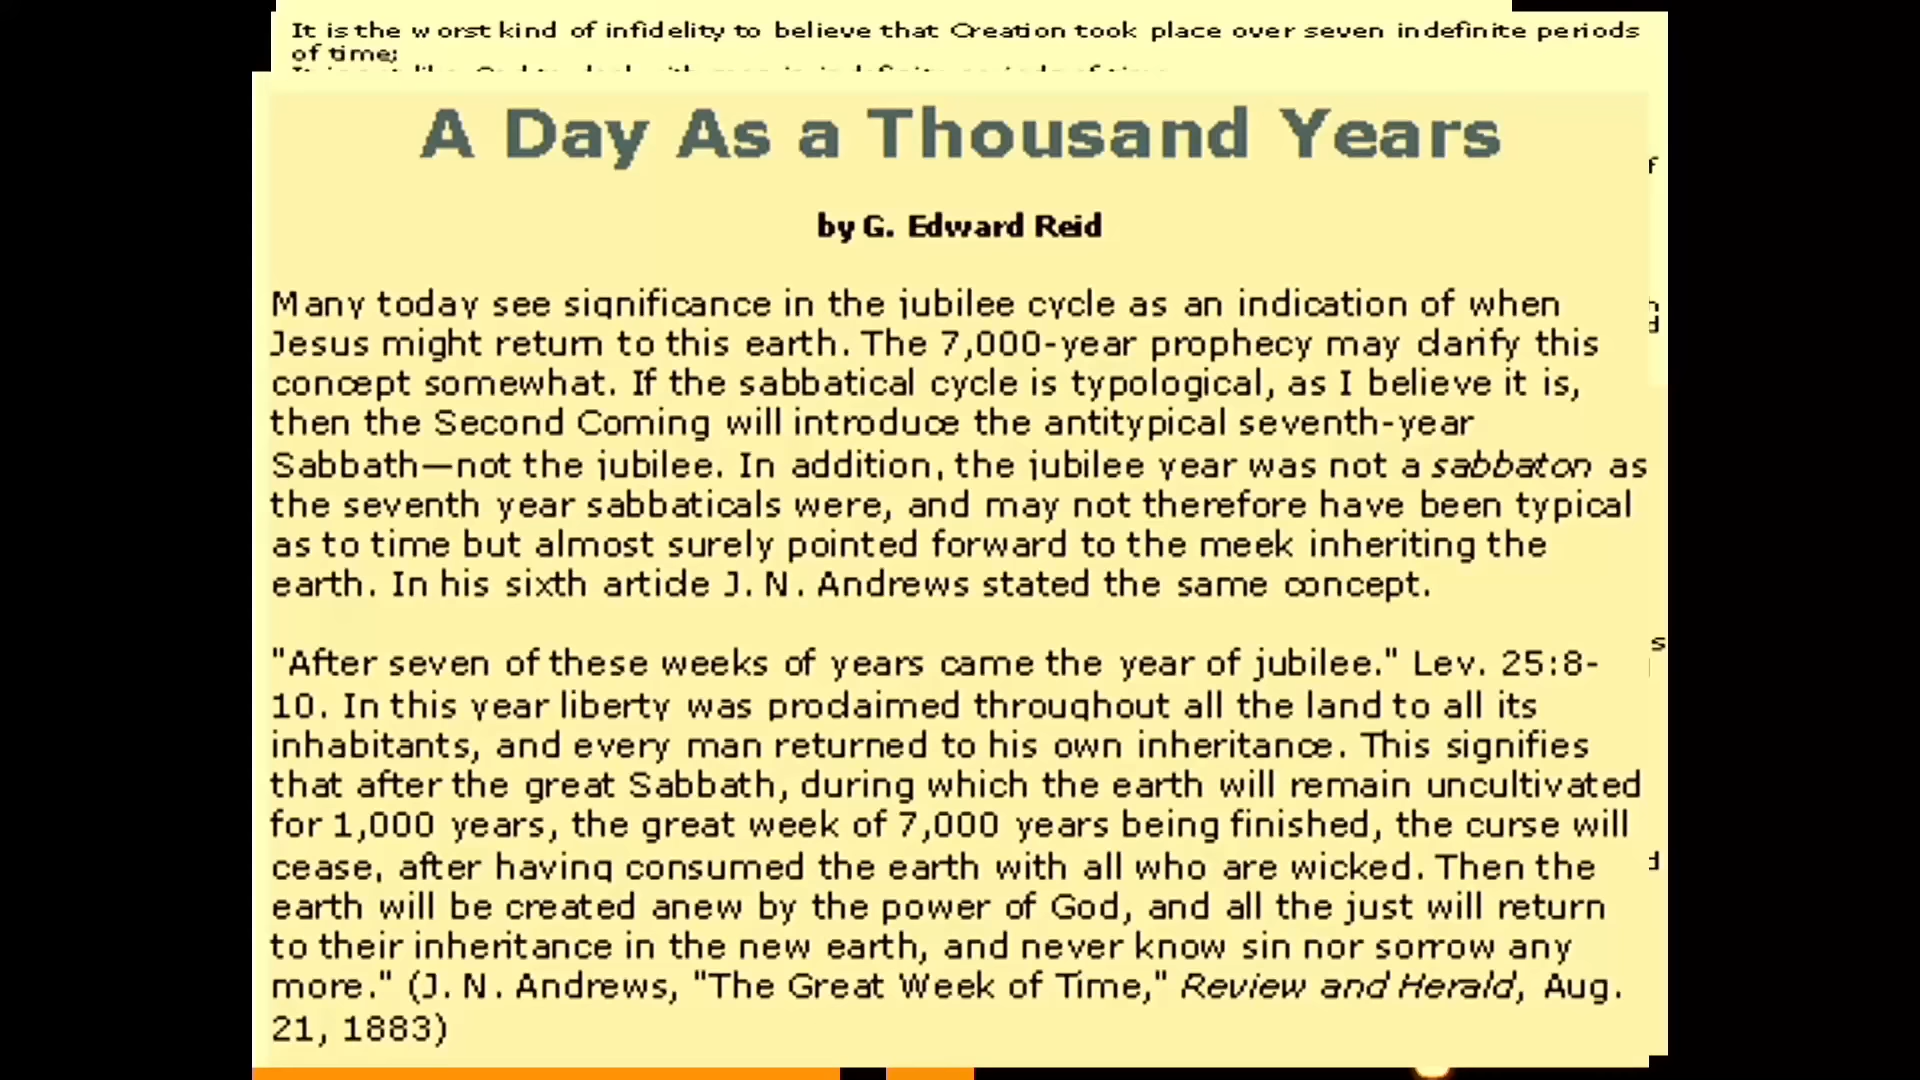 It is the worst kind of infidelity to believe that Creation took place over seven indefinite periods
of time;
A Day As a Thousand Years
by G. Edward Reid
Many today see significance in the jubilee cycle as an indication of when
Jesus might return to this earth. The 7,000-year prophecy may clarify this
concept somewhat. If the sabbatical cycle is typological, as I believe it is,
then the Second Coming will introduce the antitypical seventh-year
Sabbath—not the jubilee. In addition, the jubilee year was not a sabbaton as
the seventh year sabbaticals were, and may not therefore have been typical
as to time but almost surely pointed forward to the meek inheriting the
earth. In his sixth article J. N. Andrews stated the same concept.
"After seven of these weeks of years came the year of jubilee." Lev. 25:8-
10. In this year liberty was proclaimed throughout all the land to all its
inhabitants, and every man returned to his own inheritance. This signifies
that after the great Sabbath, during which the earth will remain uncultivated
for 1,000 years, the great week of 7,000 years being finished, the curse will
cease, after having consumed the earth with all who are wicked. Then the
earth will be created anew by the power of God, and all the just will return
to their inheritance in the new earth, and never know sin nor sorrow any
more." (J. N. Andrews, "The Great Week of Time," Review and Herald, Aug.
21, 1883)